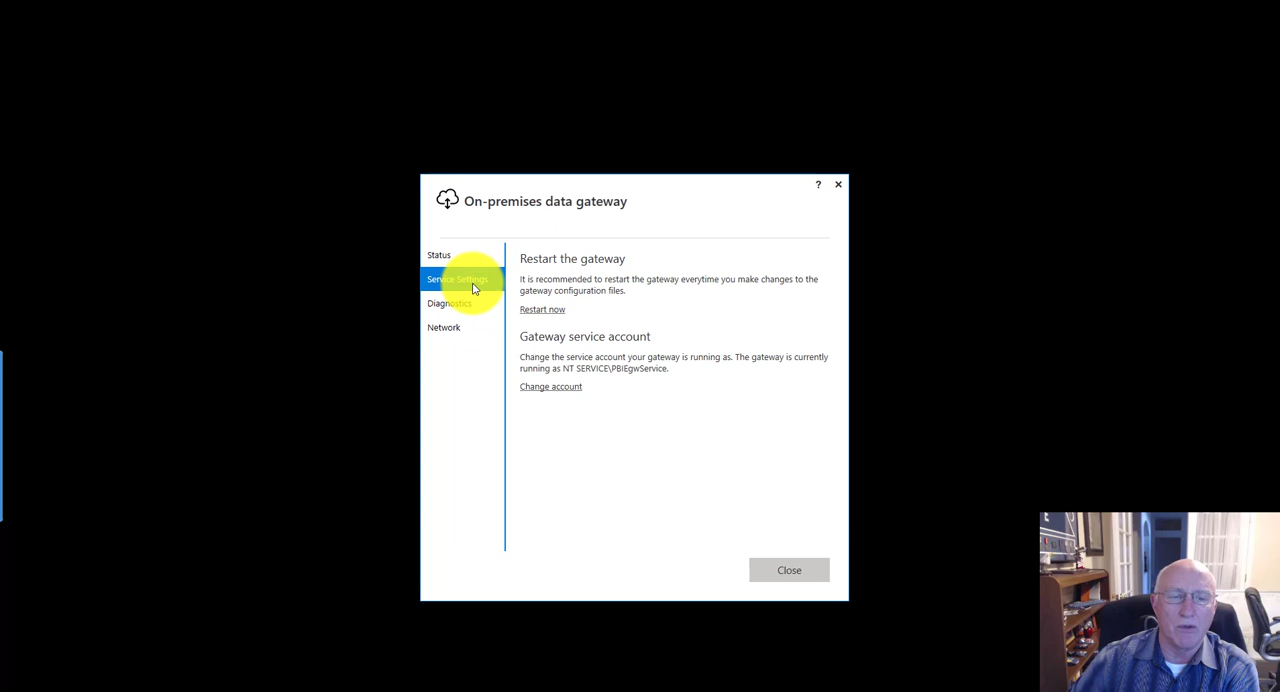 ? ×
On-premises data gateway
Status
Service Settings
Diagnostics
Network
Restart the gateway
It is recommended to restart the gateway everytime you make changes to the
gateway configuration files.
Restart now
Gateway service account
Change the service account your gateway is running as. The gateway is currently
running as NT SERVICE\PBIEgwService.
Change account
Close